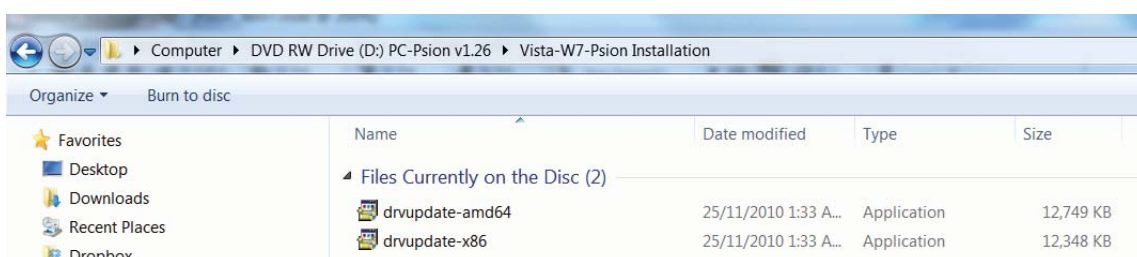 Computer ▸ DVD RW Drive (D:) PC-Psion v1.26 ▸ Vista-W7-Psion Installation
Organize Burn to disc
Favorites
Desktop
Downloads
Recent Places
Dropbox
Name Date modified Type Size
Files Currently on the Disc (2)
drvupdate-amd64 25/11/2010 1:33 A... Application 12,749 KB
drvupdate-x86 25/11/2010 1:33 A... Application 12,348 KB